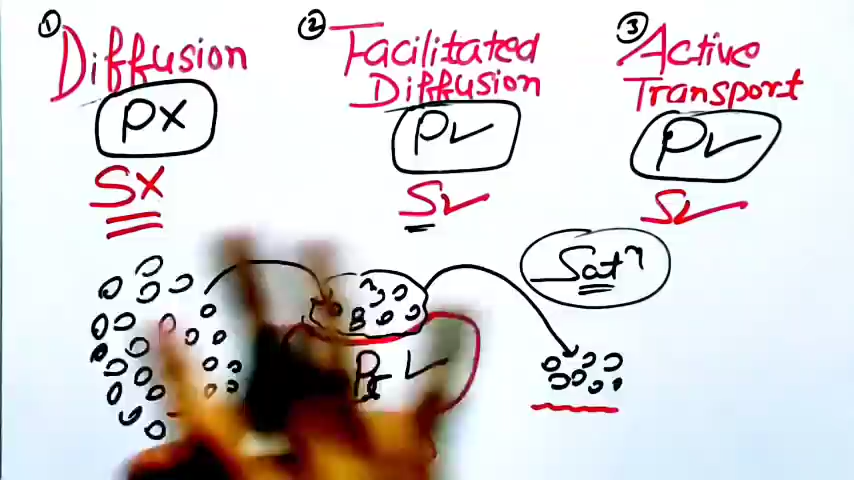 ① Diffusion
PX
SX
② Facilitated
Diffusion
P✓
S✓
③ Active
Transport
P✓
S✓
Satⁿ